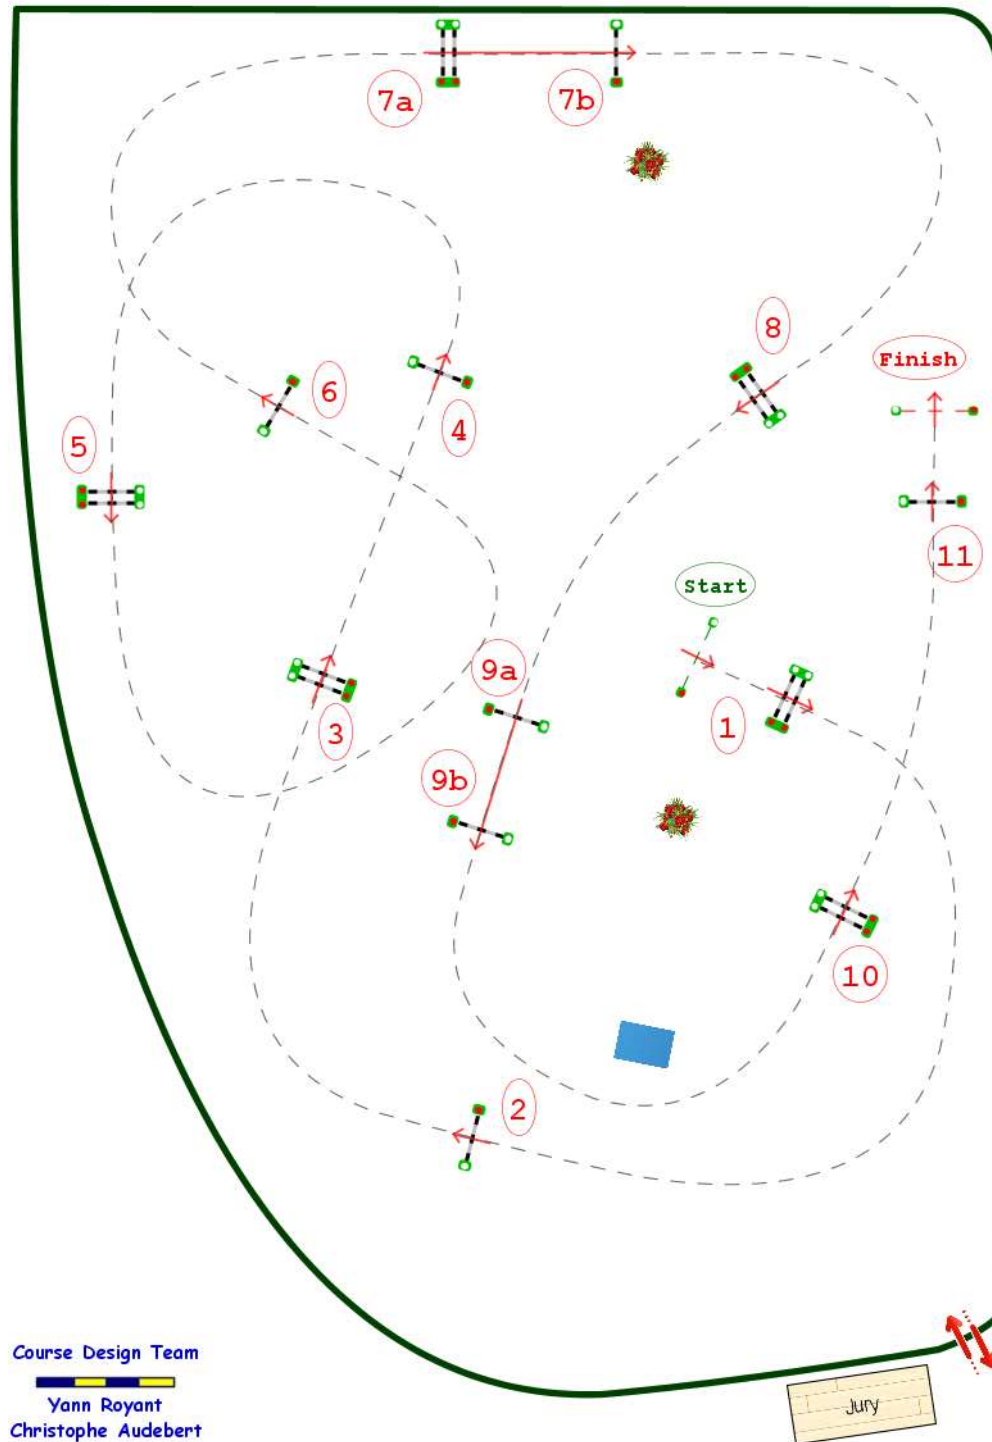 7a
7b
8
Finish
6
4
5
11
Start
9a
3
1
9b
10
2
Course Design Team
Yann Royant
Christophe Audebert
Jury